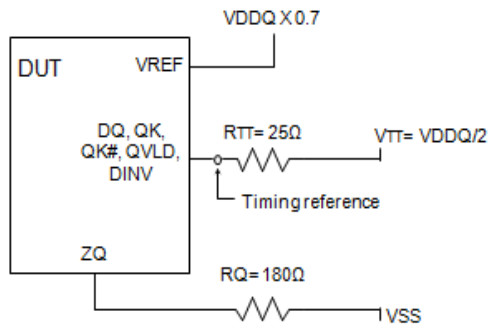 VDDQ X 0.7
DUT
VREF
DQ, QK,
QK#, QVLD,
DINV
RTT= 25Ω
VTT= VDDQ/2
Timing reference
ZQ
RQ= 180Ω
VSS